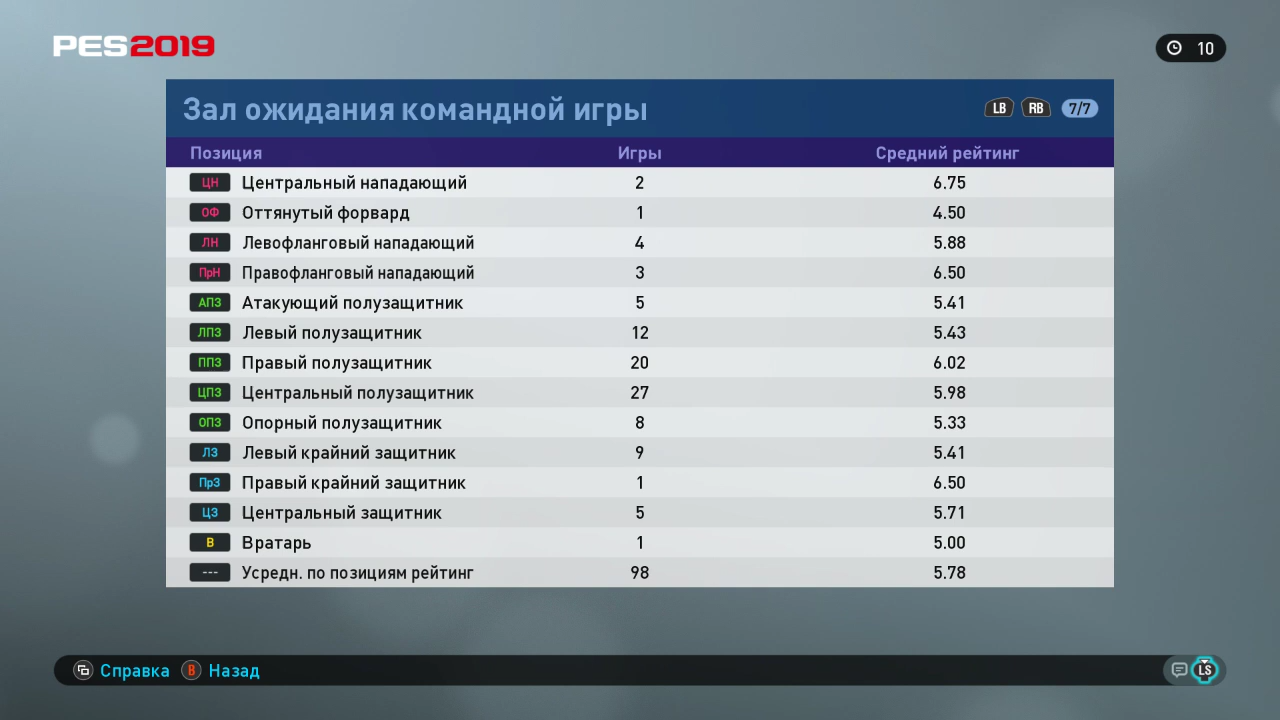 PES2019
10
Зал ожидания командной игры LB RB 7/7
Позиция Игры Средний рейтинг
ЦН Центральный нападающий 2 6.75
ОФ Оттянутый форвард 1 4.50
ЛН Левофланговый нападающий 4 5.88
ПрН Правофланговый нападающий 3 6.50
АПЗ Атакующий полузащитник 5 5.41
ЛПЗ Левый полузащитник 12 5.43
ППЗ Правый полузащитник 20 6.02
ЦПЗ Центральный полузащитник 27 5.98
ОПЗ Опорный полузащитник 8 5.33
ЛЗ Левый крайний защитник 9 5.41
ПрЗ Правый крайний защитник 1 6.50
ЦЗ Центральный защитник 5 5.71
В Вратарь 1 5.00
--- Усредн. по позициям рейтинг 98 5.78
Справка B Назад LS